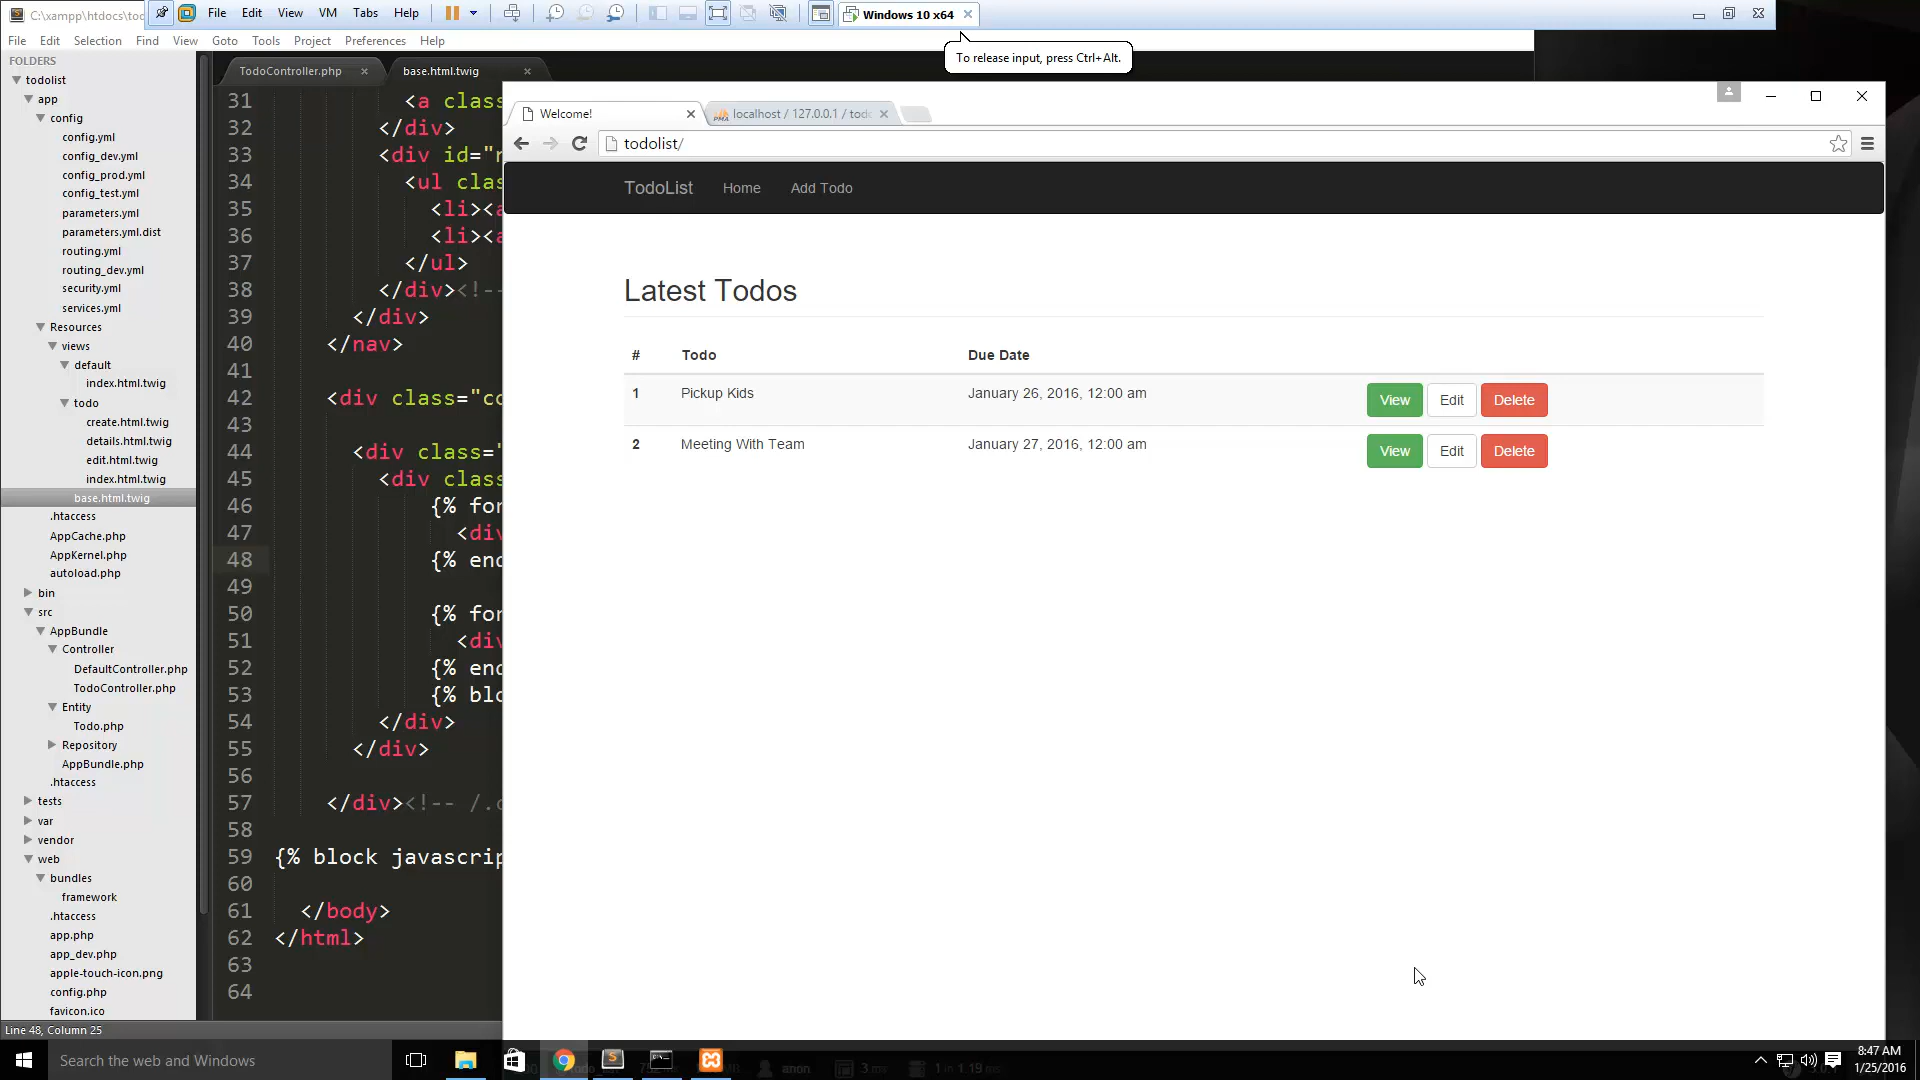 C:\xampp\htdocs\toc
File Edit View VM Tabs Help
Windows 10 x64
File Edit Selection Find View Goto Tools Project Preferences Help
To release input, press Ctrl+Alt.
FOLDERS
todolist
app
config
config.yml
config_dev.yml
config_prod.yml
config_test.yml
parameters.yml
parameters.yml.dist
routing.yml
routing_dev.yml
security.yml
services.yml
Resources
views
default
index.html.twig
todo
create.html.twig
details.html.twig
edit.html.twig
index.html.twig
base.html.twig
.htaccess
AppCache.php
AppKernel.php
autoload.php
bin
src
AppBundle
Controller
DefaultController.php
TodoController.php
Entity
Todo.php
Repository
AppBundle.php
.htaccess
tests
var
vendor
web
bundles
framework
.htaccess
app.php
app_dev.php
apple-touch-icon.png
config.php
favicon.ico
Line 48, Column 25
TodoController.php
base.html.twig
31 <a clas
32 </div>
33 <div id="
34 <ul clas
35 <li><a
36 <li><a
37 </ul>
38 </div><!--
39 </div>
40 </nav>
41
42 <div class="co
43
44 <div class="
45 <div class
46 {% for
47 <div
48 {% end
49
50 {% for
51 <div
52 {% end
53 {% blo
54 </div>
55 </div>
56
57 </div><!-- /.c
58
59 {% block javascrip
60
61 </body>
62 </html>
63
64
Welcome!
localhost / 127.0.0.1 / todo
todolist/
TodoList Home Add Todo
Latest Todos
# Todo Due Date
1 Pickup Kids January 26, 2016, 12:00 am View Edit Delete
2 Meeting With Team January 27, 2016, 12:00 am View Edit Delete
Search the web and Windows
anon
3 ms
1 in 1.19 ms
8:47 AM
1/25/2016